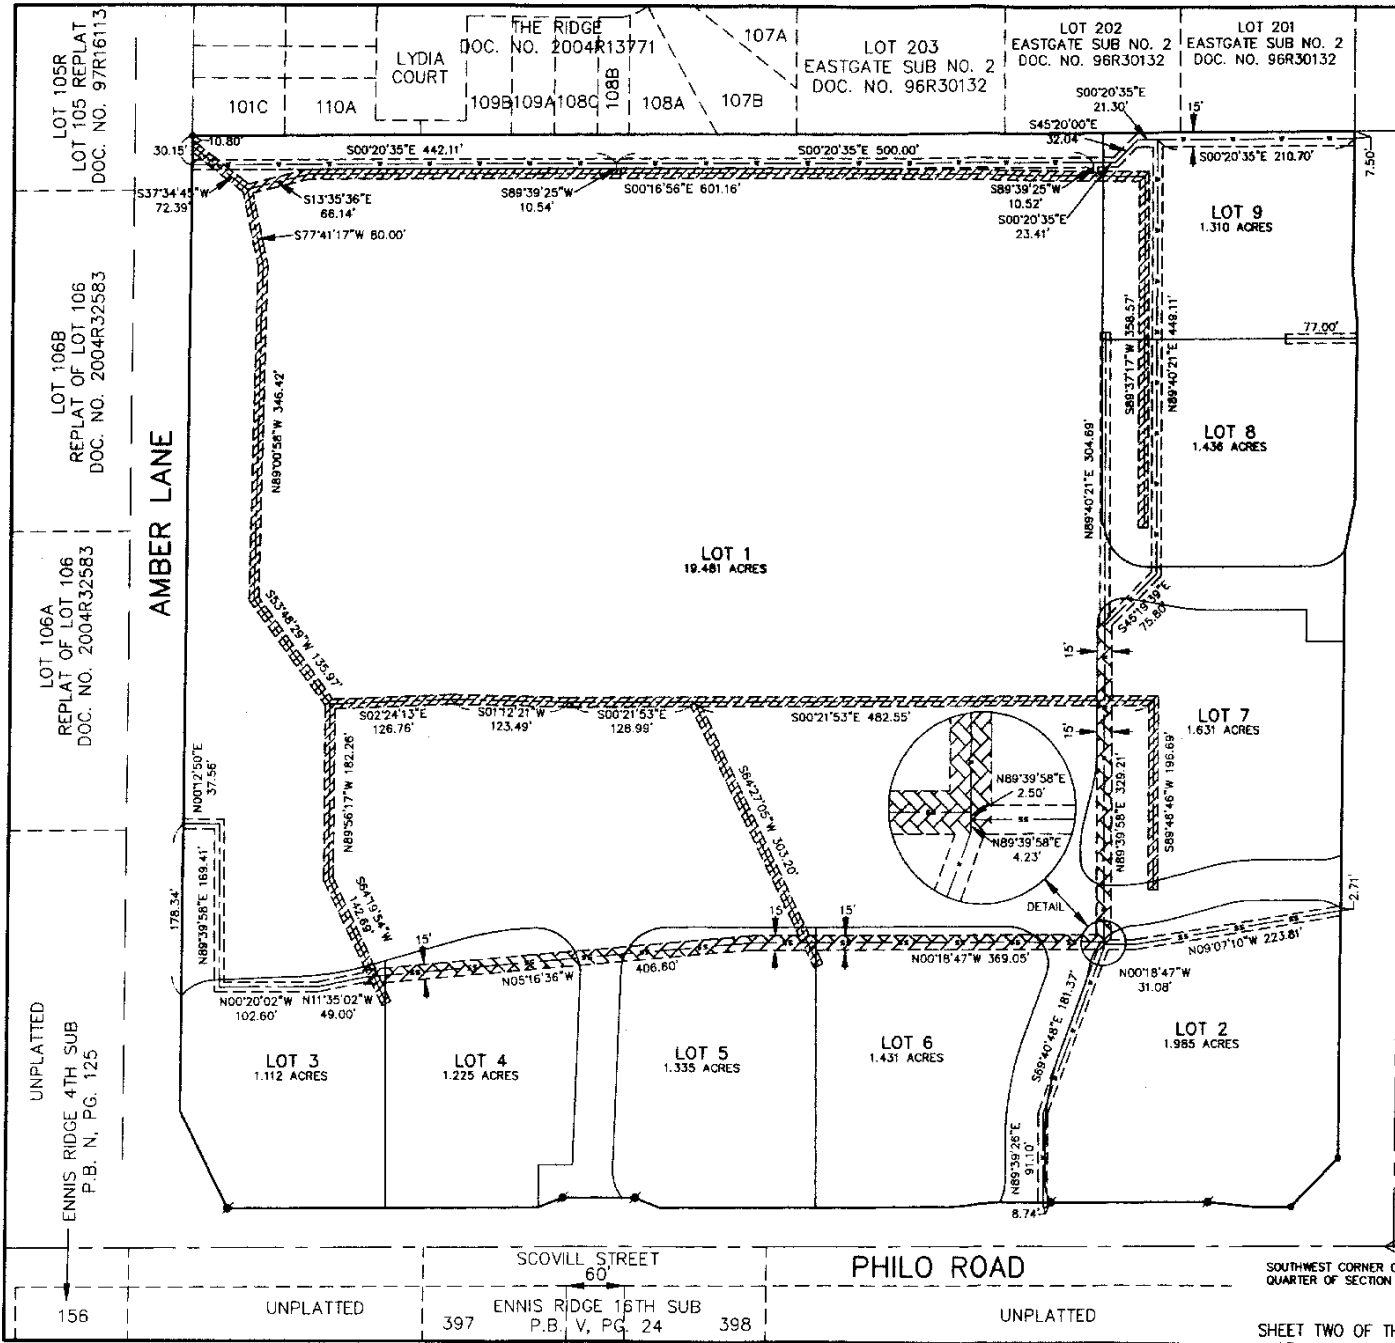 LOT 105R
LOT 105 REPLAT
DOC. NO. 97R16113
101C
110A
LYDIA
COURT
THE RIDGE
DOC. NO. 2004R13771
109B
109A
108C
108B
108A
107A
107B
LOT 203
EASTGATE SUB NO. 2
DOC. NO. 96R30132
LOT 202
EASTGATE SUB NO. 2
DOC. NO. 96R30132
LOT 201
EASTGATE SUB NO. 2
DOC. NO. 96R30132
S00°20'35"E
21.30'
S45°20'00"E
32.04'
15'
S00°20'35"E 210.70'
7.50'
30.15'
10.80'
S00°20'35"E 442.11'
S00°20'35"E 500.00'
S37°34'45"W
72.39'
S13°35'36"E
66.14'
S89°39'25"W
10.54'
S00°16'56"E 601.16'
S89°39'25"W
10.52'
S00°20'35"E
23.41'
S77°41'17"W 60.00'
LOT 9
1.310 ACRES
LOT 106B
REPLAT OF LOT 106
DOC. NO. 2004R32583
N89°00'58"W 346.42'
S89°37'17"W 358.57'
N89°40'21"E 449.11'
77.00'
AMBER LANE
N89°40'21"E 304.69'
LOT 8
1.436 ACRES
LOT 1
19.481 ACRES
LOT 106A
REPLAT OF LOT 106
DOC. NO. 2004R32583
S53°48'29"W 135.97'
S45°19'39"E
75.80'
15'
S02°24'13"E
126.76'
S01°12'21"W
123.49'
S00°21'53"E
128.99'
S00°21'53"E 482.55'
LOT 7
1.631 ACRES
15'
N00°12'50"E
37.56'
N89°56'17"W 182.26'
S64°27'05"W 303.20'
N89°39'58"E
2.50'
N89°39'58"E
4.23'
SS
SS
N89°39'58"E 329.21'
S89°48'46"W 196.69'
178.34'
N89°39'58"E 169.41'
S64°19'54"W
142.69'
DETAIL
2.71'
15'
15'
15'
N05°16'36"W
406.60'
N00°18'47"W 369.05'
N09°07'10"W 223.81'
N00°18'47"W
31.08'
N00°20'02"W
102.60'
N11°35'02"W
49.00'
S69°40'48"E 181.37'
UNPLATTED
ENNIS RIDGE 4TH SUB
P.B. N, PG. 125
LOT 3
1.112 ACRES
LOT 4
1.225 ACRES
LOT 5
1.335 ACRES
LOT 6
1.431 ACRES
LOT 2
1.985 ACRES
N89°39'26"E
91.10'
8.74'
SCOVILL STREET
60'
PHILO ROAD
SOUTHWEST CORNER
QUARTER OF SECTION
156
UNPLATTED
397
ENNIS RIDGE 16TH SUB
P.B. V, PG. 24
398
UNPLATTED
SHEET TWO OF